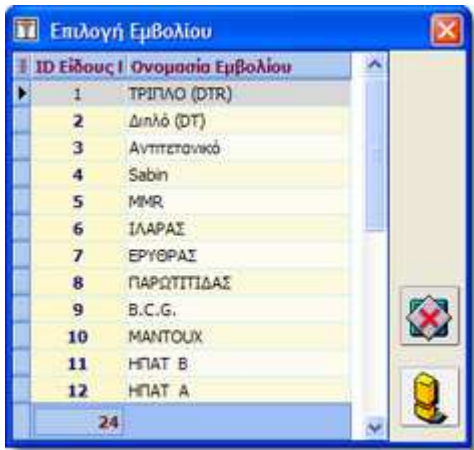 Επιλογή Εμβολίου
ID Είδους Ι Ονομασία Εμβολίου
1 ΤΡΙΠΛΟ (DTR)
2 Διπλό (DT)
3 Αντιτετανικό
4 Sabin
5 MMR
6 ΙΛΑΡΑΣ
7 ΕΡΥΘΡΑΣ
8 ΠΑΡΩΤΙΤΙΔΑΣ
9 B.C.G.
10 MANTOUX
11 ΗΠΑΤ Β
12 ΗΠΑΤ Α
24